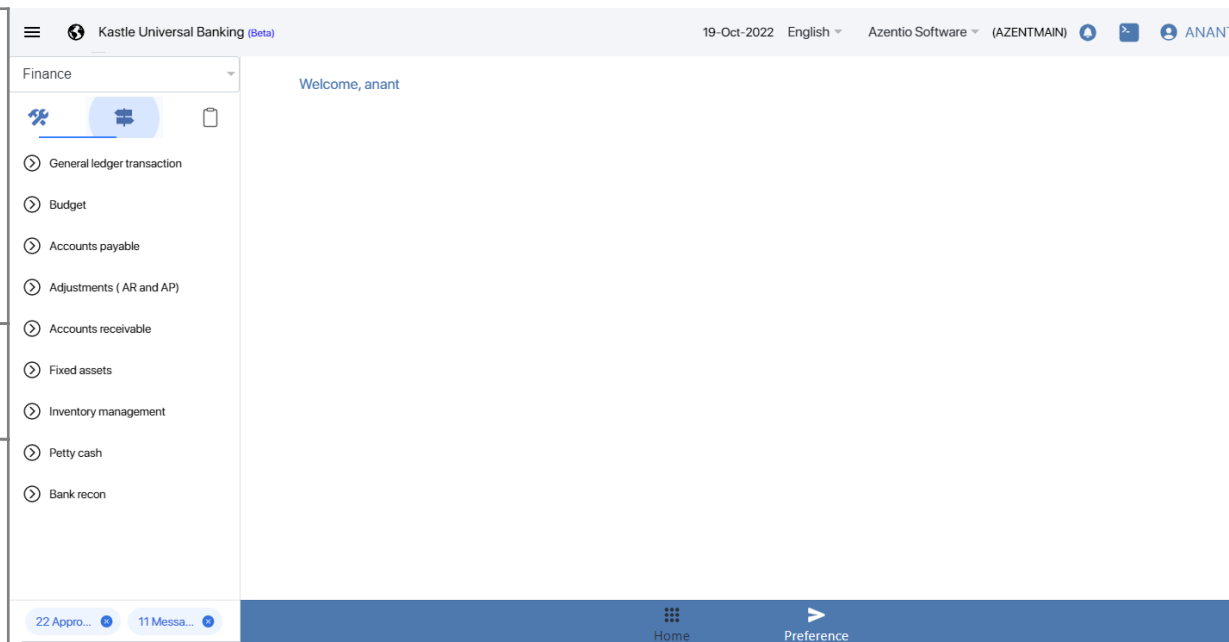 Kastle Universal Banking (Beta)
19-Oct-2022 English Azentio Software (AZENTMAIN) ANANT
Finance
Welcome, anant
General ledger transaction
Budget
Accounts payable
Adjustments ( AR and AP)
Accounts receivable
Fixed assets
Inventory management
Petty cash
Bank recon
22 Appro... 11 Messa...
Home Preference